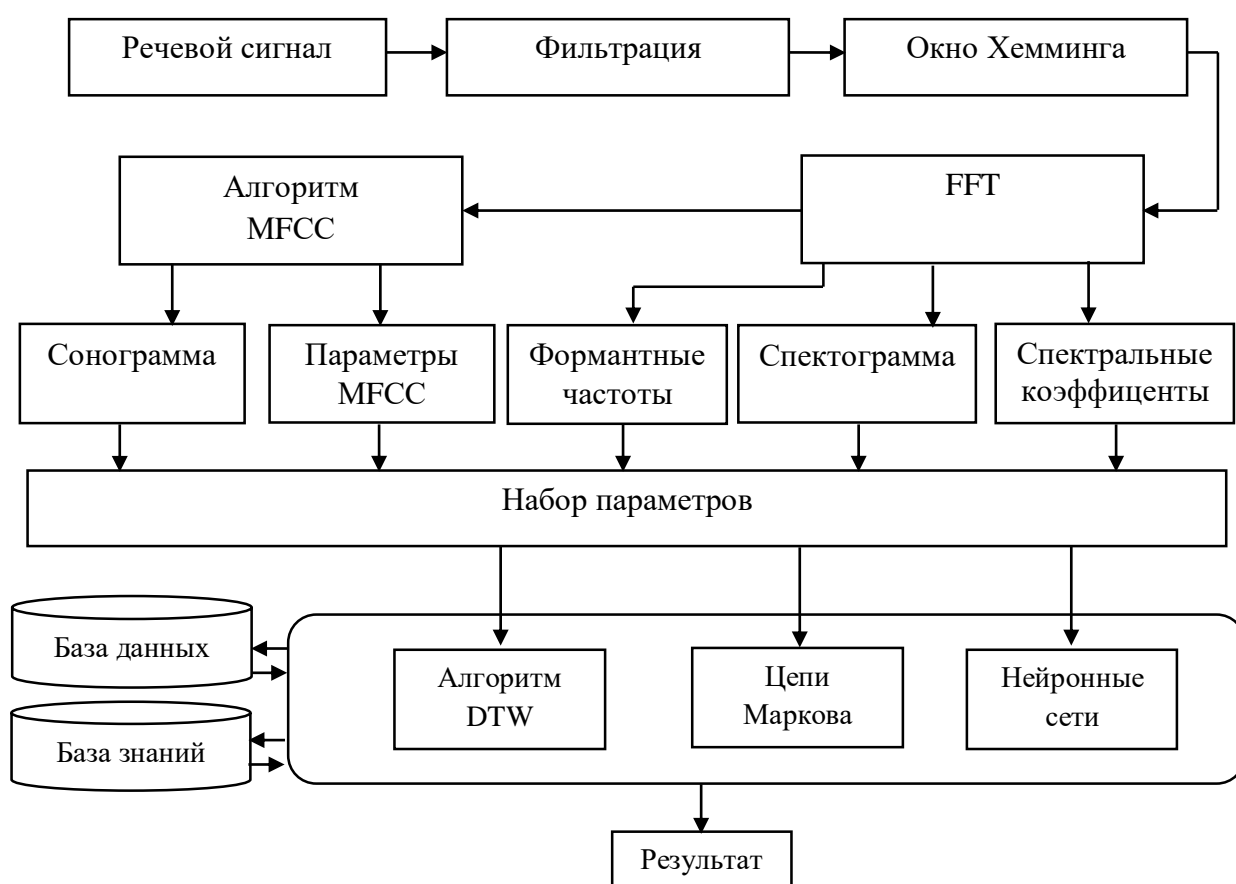 Речевой сигнал
Фильтрация
Окно Хемминга
Алгоритм
MFCC
FFT
Сонограмма
Параметры
MFCC
Формантные
частоты
Спектограмма
Спектральные
коэффиценты
Набор параметров
База данных
База знаний
Алгоритм
DTW
Цепи
Маркова
Нейронные
сети
Результат